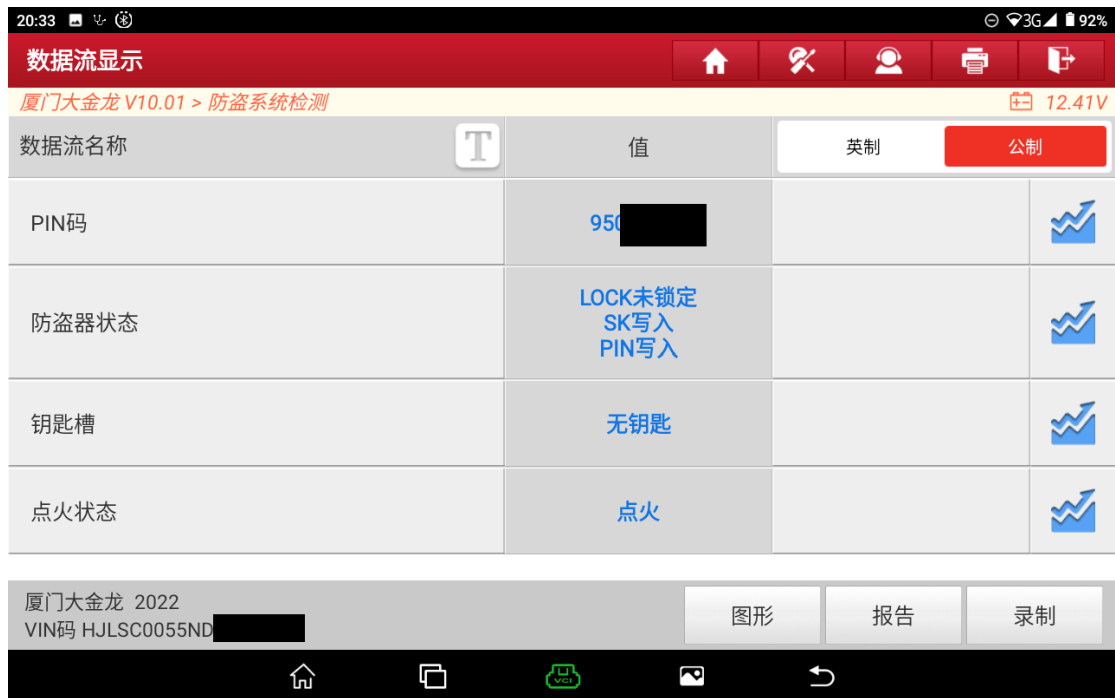 20:33 3G 92%
数据流显示
厦门大金龙 V10.01 > 防盗系统检测 12.41V
数据流名称 T 值 英制 公制
PIN码 950
防盗器状态 LOCK未锁定
SK写入
PIN写入
钥匙槽 无钥匙
点火状态 点火
厦门大金龙 2022
VIN码 HJLSC0055ND
图形 报告 录制
VCI